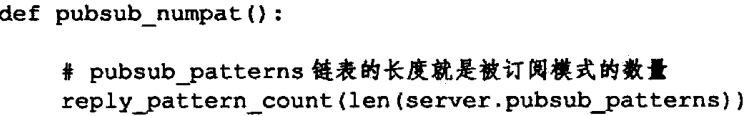 def pubsub_numpat():
# pubsub_patterns 链表的长度就是被订阅模式的数量
reply_pattern_count(len(server.pubsub_patterns))